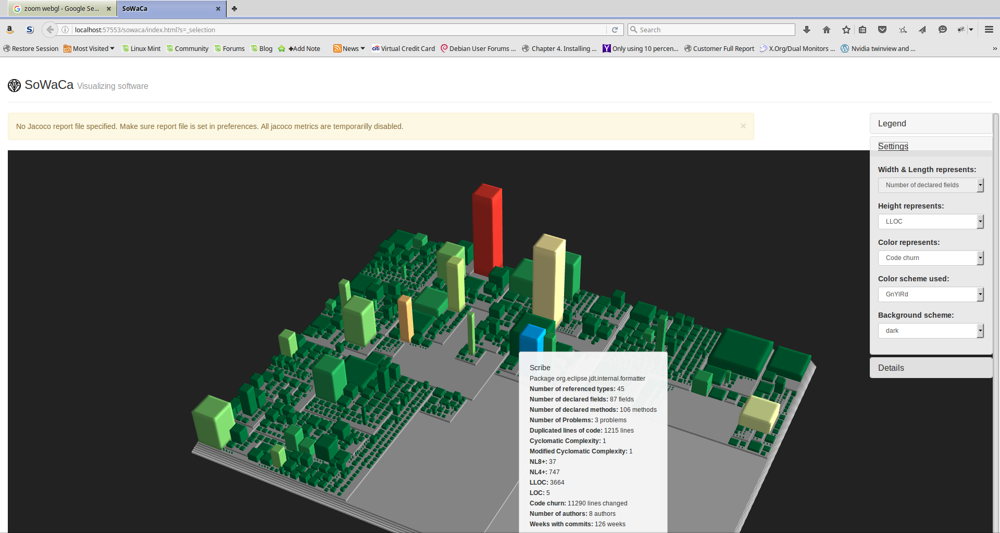 zoom webgl - Google Se...
SoWaCa
localhost:57553/sowaca/index.html?s=_selection
Search
Restore Session
Most Visited
Linux Mint
Community
Forums
Blog
Add Note
News
citi
Virtual Credit Card
Debian User Forums ...
Chapter 4. Installing ...
Y
Only using 10 percen...
Customer Full Report
X.Org/Dual Monitors ...
Nvidia twinview and ...
SoWaCa Visualizing software
No Jacoco report file specified. Make sure report file is set in preferences. All jacoco metrics are temporarilly disabled.
Legend
Settings
Width & Length represents:
Number of declared fields
Height represents:
LLOC
Color represents:
Code churn
Color scheme used:
GnYlRd
Background scheme:
dark
Details
Scribe
Package org.eclipse.jdt.internal.formatter
Number of referenced types: 45
Number of declared fields: 87 fields
Number of declared methods: 106 methods
Number of Problems: 3 problems
Duplicated lines of code: 1215 lines
Cyclomatic Complexity: 1
Modified Cyclomatic Complexity: 1
NL8+: 37
NL4+: 747
LLOC: 3664
LOC: 5
Code churn: 11290 lines changed
Number of authors: 8 authors
Weeks with commits: 126 weeks